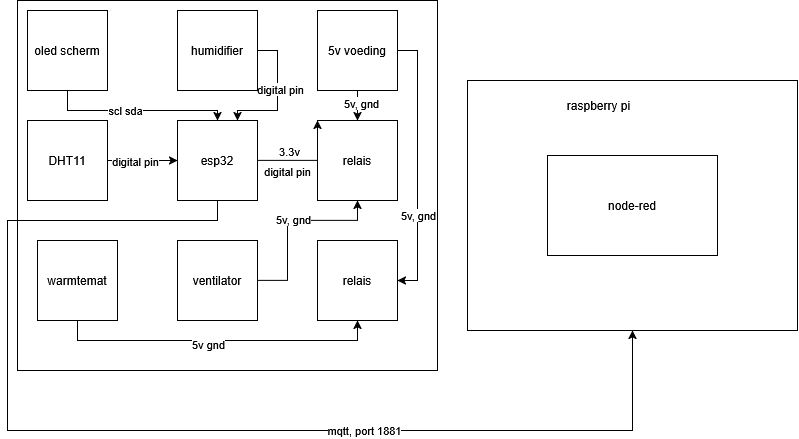 oled scherm
humidifier
5v voeding
digital pin
5v, gnd
scl sda
raspberry pi
DHT11
digital pin
esp32
3.3v
digital pin
relais
node-red
5v, gnd
5v, gnd
warmtemat
ventilator
relais
5v gnd
mqtt, port 1881